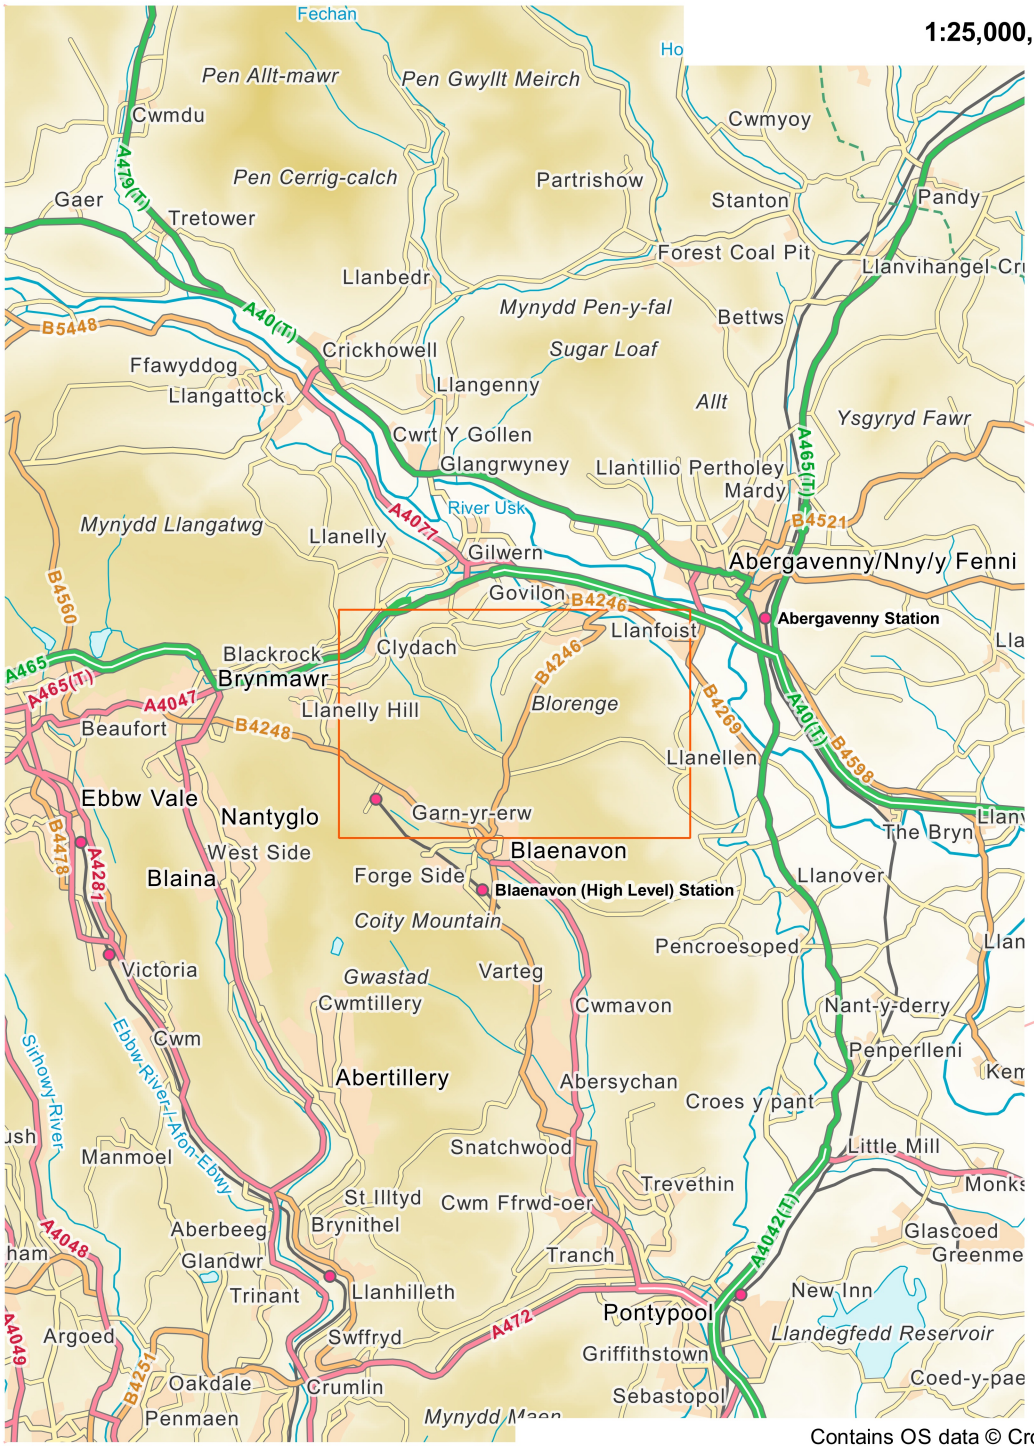 Fechan
1:25,000,
Ho
Pen Allt-mawr
Pen Gwyllt Meirch
Cwmdu
Cwmyoy
A479(T)
Pen Cerrig-calch
Partrishow
Gaer
Stanton
Pandy
Tretower
Forest Coal Pit
Llanvihangel Cru
Llanbedr
Mynydd Pen-y-fal
Bettws
A40(T)
B5448
Crickhowell
Sugar Loaf
Ffawyddog
Llangenny
Llangattock
Allt
Ysgyryd Fawr
Cwrt Y Gollen
A465(T)
Glangrwyney
Llantillio Pertholey
Mardy
River Usk
A4077
B4521
Mynydd Llangatwg
Llanelly
Gilwern
Abergavenny/Nny/y Fenni
B4560
Govilon
B4246
Abergavenny Station
Llanfoist
Lla
Blackrock
Clydach
B4246
A465
Brynmawr
A465(T)
A4047
Llanelly Hill
Blorenge
B4269
A40(T)
Beaufort
B4248
Llanellen
B4598
Ebbw Vale
Nantyglo
Garn-yr-erw
Llanv
The Bryn
B4478
A4281
West Side
Blaenavon
Blaina
Forge Side
Llanover
Blaenavon (High Level) Station
Coity Mountain
Pencroesoped
Llan
Victoria
Gwastad
Varteg
Cwmtillery
Cwmavon
Nant-y-derry
Cwm
Penperlleni
Sirhowy-River
Ebbw-River-/-Afon-Ebwy
Abertillery
Abersychan
Kem
Croes y pant
ush
Manmoel
Snatchwood
Little Mill
Trevethin
Monks
St Illtyd
Cwm Ffrwd-oer
Aberbeeg
Brynithel
A4042(T)
Glascoed
A4048
ham
Glandwr
Tranch
Greenme
Trinant
Llanhilleth
New Inn
A4049
Argoed
Swffryd
A472
Pontypool
Llandegfedd Reservoir
Griffithstown
B4251
Oakdale
Crumlin
Sebastopol
Coed-y-pae
Penmaen
Mynydd Maen
Contains OS data © Cro